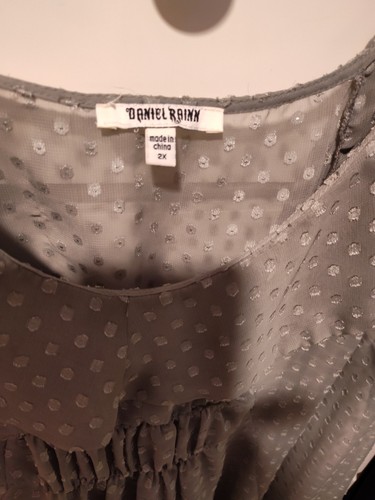 DANIEL RAINN
made in
china
2X